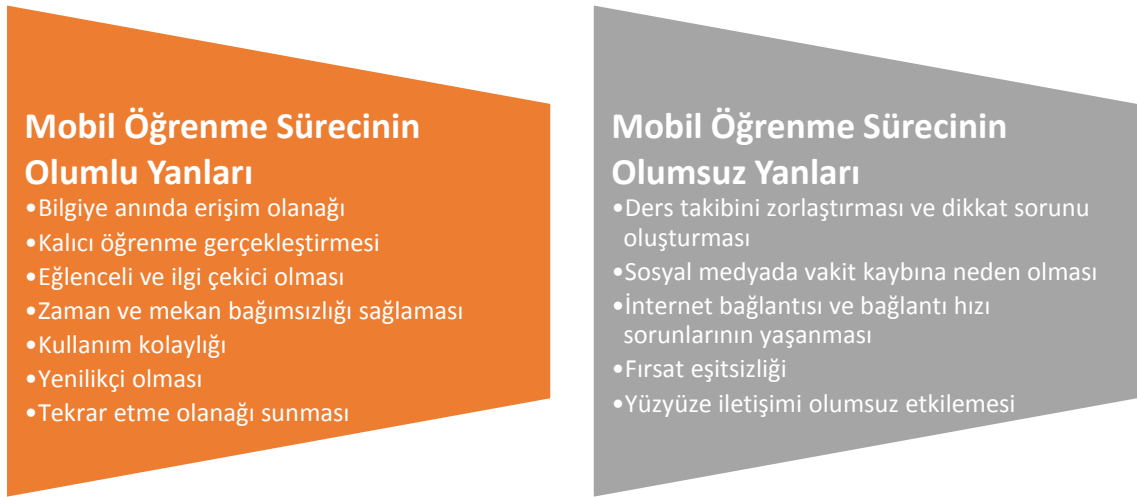 Mobil Öğrenme Sürecinin
Olumlu Yanları
•Bilgiye anında erişim olanağı
•Kalıcı öğrenme gerçekleştirmesi
•Eğlenceli ve ilgi çekici olması
•Zaman ve mekan bağımsızlığı sağlaması
•Kullanım kolaylığı
•Yenilikçi olması
•Tekrar etme olanağı sunması
Mobil Öğrenme Sürecinin
Olumsuz Yanları
•Ders takibini zorlaştırması ve dikkat sorunu
oluşturması
•Sosyal medyada vakit kaybına neden olması
•İnternet bağlantısı ve bağlantı hızı
sorunlarının yaşanması
•Fırsat eşitsizliği
•Yüzyüze iletişimi olumsuz etkilemesi